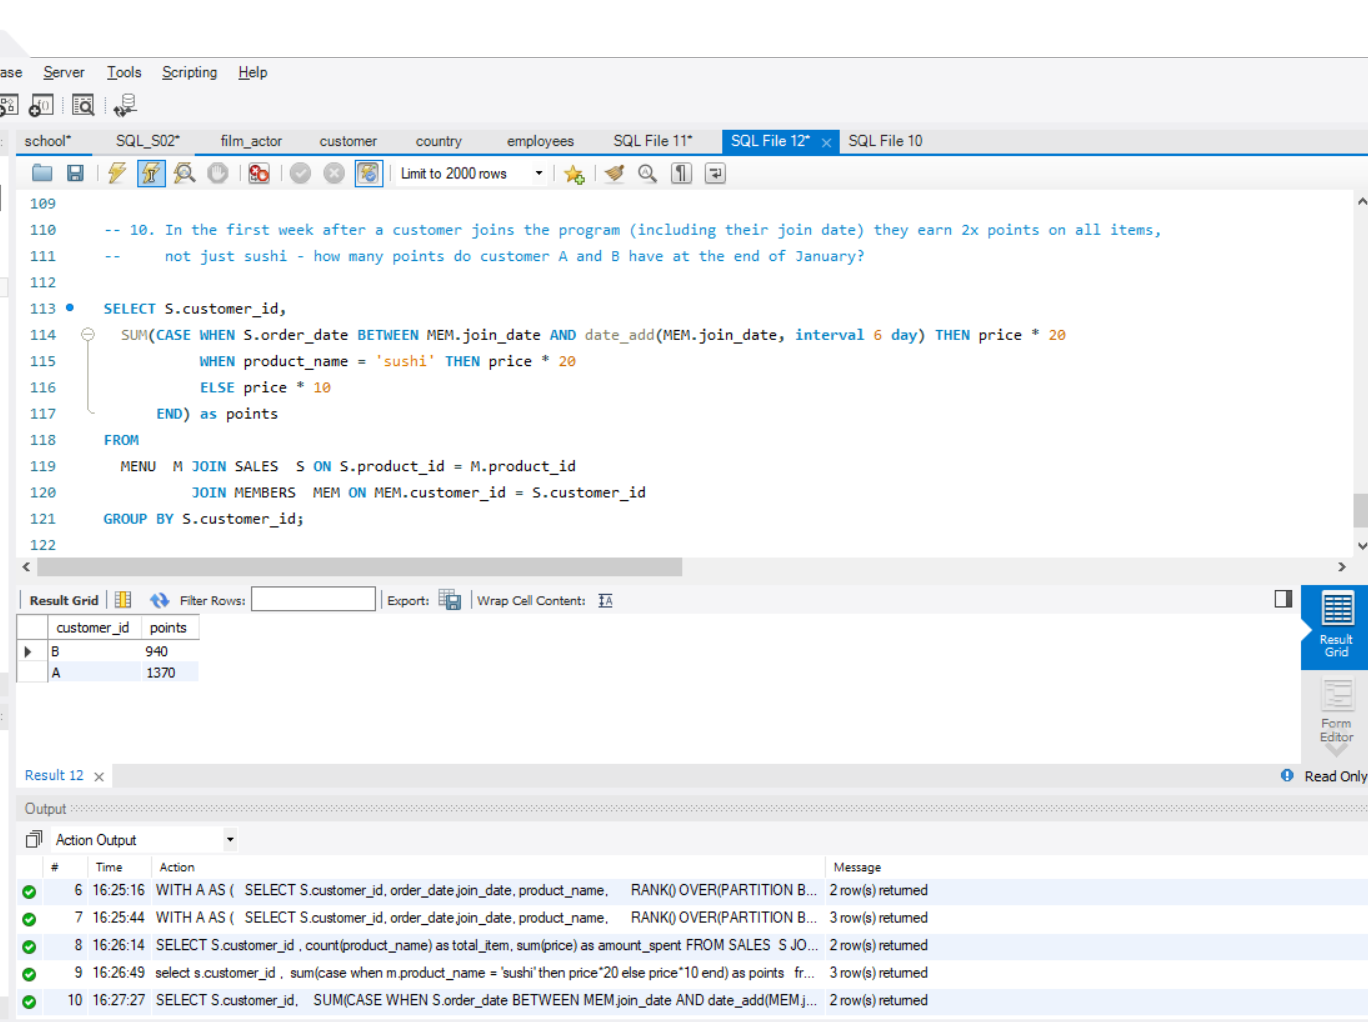 ase Server Tools Scripting Help
school* SQL_S02* film_actor customer country employees SQL File 11* SQL File 12* × SQL File 10
Limit to 2000 rows
109
110 -- 10. In the first week after a customer joins the program (including their join date) they earn 2x points on all items,
111 -- not just sushi - how many points do customer A and B have at the end of January?
112
113 SELECT S.customer_id,
114 SUM(CASE WHEN S.order_date BETWEEN MEM.join_date AND date_add(MEM.join_date, interval 6 day) THEN price * 20
115 WHEN product_name = 'sushi' THEN price * 20
116 ELSE price * 10
117 END) as points
118 FROM
119 MENU M JOIN SALES S ON S.product_id = M.product_id
120 JOIN MEMBERS MEM ON MEM.customer_id = S.customer_id
121 GROUP BY S.customer_id;
122
Result Grid Filter Rows: Export: Wrap Cell Content:
customer_id points
B 940
A 1370
Result Grid
Form Editor
Result 12 × Read Only
Output
Action Output
# Time Action Message
6 16:25:16 WITH A AS ( SELECT S.customer_id, order_date,join_date, product_name, RANK() OVER(PARTITION B... 2 row(s) returned
7 16:25:44 WITH A AS ( SELECT S.customer_id, order_date,join_date, product_name, RANK() OVER(PARTITION B... 3 row(s) returned
8 16:26:14 SELECT S.customer_id , count(product_name) as total_item, sum(price) as amount_spent FROM SALES S JO... 2 row(s) returned
9 16:26:49 select s.customer_id , sum(case when m.product_name = 'sushi' then price*20 else price*10 end) as points fr... 3 row(s) returned
10 16:27:27 SELECT S.customer_id, SUM(CASE WHEN S.order_date BETWEEN MEM.join_date AND date_add(MEM.j... 2 row(s) returned